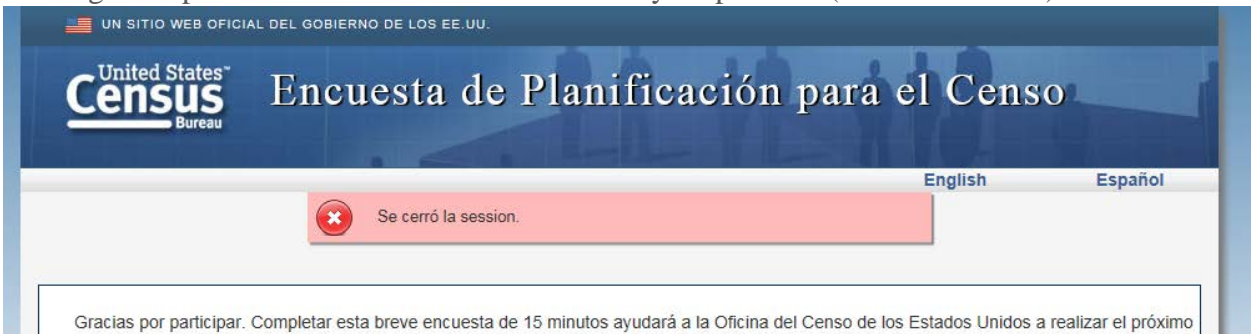 UN SITIO WEB OFICIAL DEL GOBIERNO DE LOS EE.UU.
United States™
Census
Bureau
Encuesta de Planificación para el Censo
English Español
Se cerró la session.
Gracias por participar. Completar esta breve encuesta de 15 minutos ayudará a la Oficina del Censo de los Estados Unidos a realizar el próximo